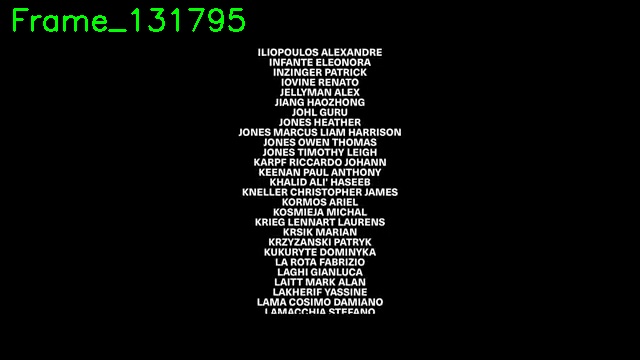 Frame_131795
ILIOPOULOS ALEXANDRE
INFANTE ELEONORA
INZINGER PATRICK
IOVINE RENATO
JELLYMAN ALEX
JIANG HAOZHONG
JOHL GURU
JONES HEATHER
JONES MARCUS LIAM HARRISON
JONES OWEN THOMAS
JONES TIMOTHY LEIGH
KARPF RICCARDO JOHANN
KEENAN PAUL ANTHONY
KHALID ALI' HASEEB
KNELLER CHRISTOPHER JAMES
KORMOS ARIEL
KOSMIEJA MICHAL
KRIEG LENNART LAURENS
KRSIK MARIAN
KRZYZANSKI PATRYK
KUKURYTE DOMINYKA
LA ROTA FABRIZIO
LAGHI GIANLUCA
LAITT MARK ALAN
LAKHERIF YASSINE
LAMA COSIMO DAMIANO
LAMACCHIA STEFANO